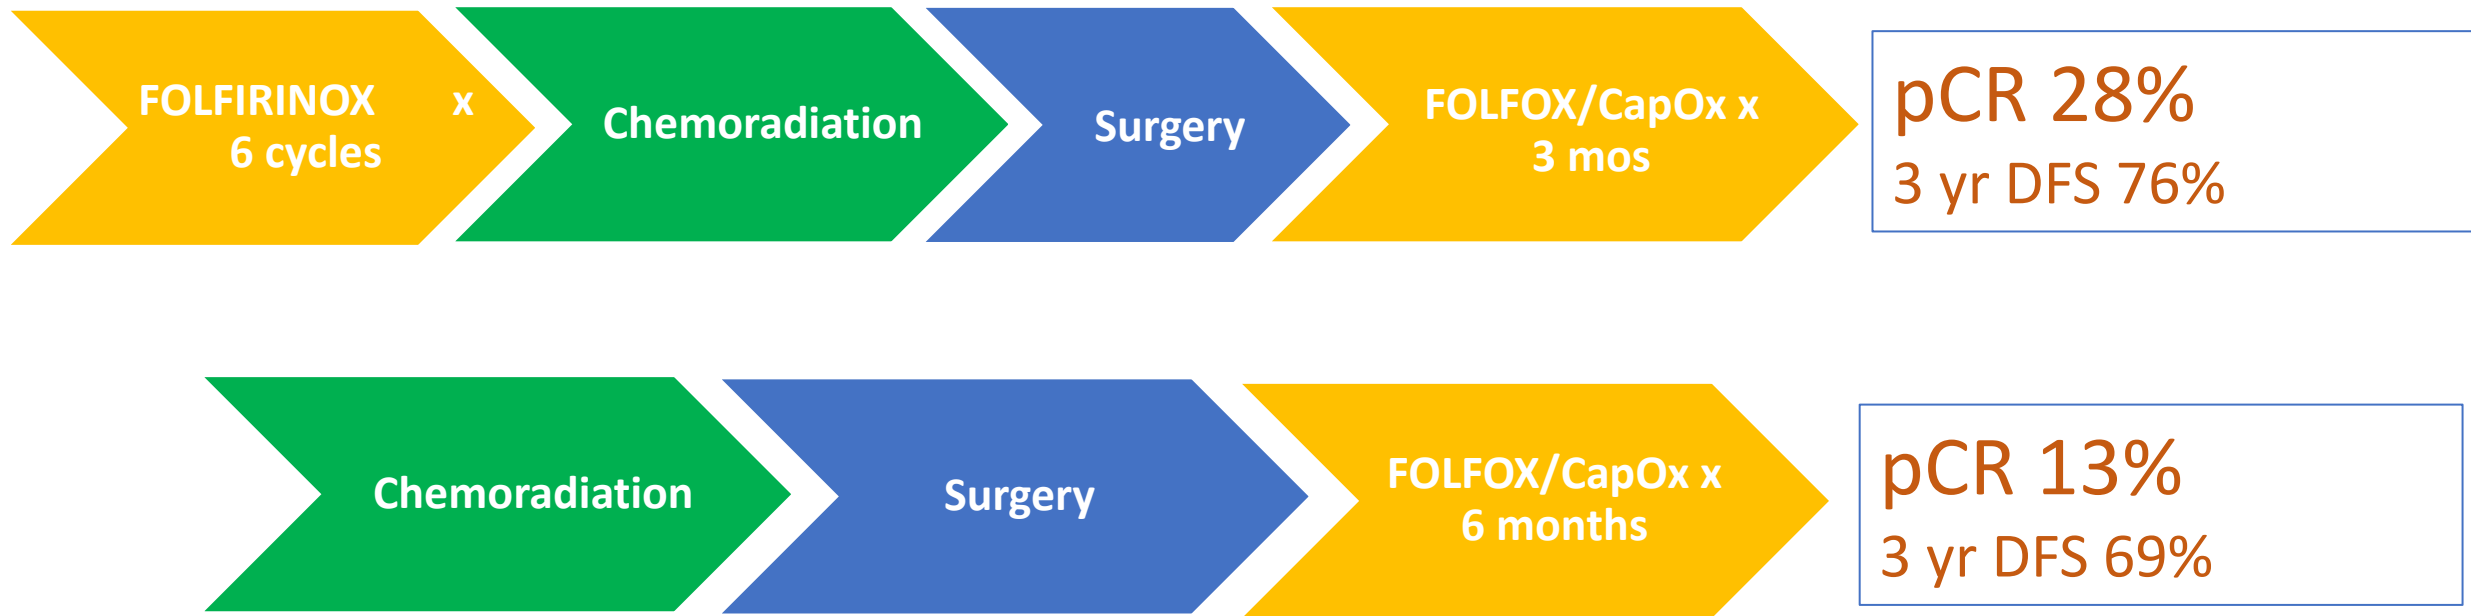 FOLFIRINOX x
6 cycles
Chemoradiation
Surgery
FOLFOX/CapOx x
3 mos
pCR 28%
3 yr DFS 76%
Chemoradiation
Surgery
FOLFOX/CapOx x
6 months
pCR 13%
3 yr DFS 69%